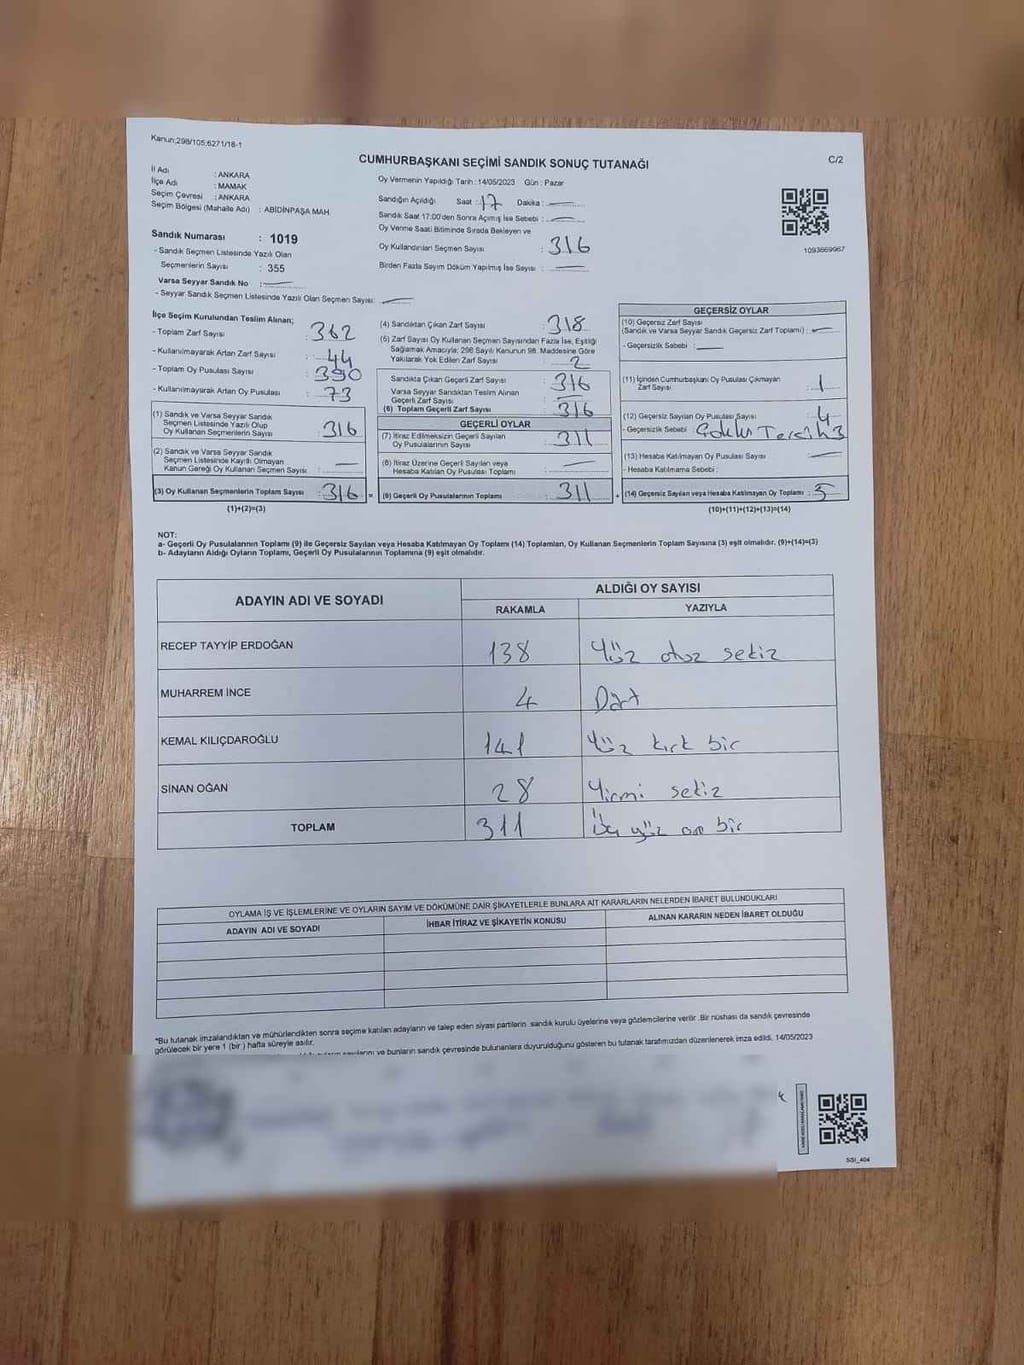 Kanun;298/105;6271/18-1
CUMHURBAŞKANI SEÇİMİ SANDIK SONUÇ TUTANAĞI
C/2
İl Adı : ANKARA
İlçe Adı : MAMAK
Seçim Çevresi : ANKARA
Seçim Bölgesi (Mahalle Adı) : ABİDİNPAŞA MAH.
Oy Vermenin Yapıldığı Tarih : 14/05/2023 Gün : Pazar
Sandığın Açıldığı Saat : 17 Dakika : —
Sandık Saat 17:00'den Sonra Açılmış İse Sebebi : —
Oy Verme Saati Bitiminde Sırada Bekleyen ve
Oy Kullandırılan Seçmen Sayısı : 316
Birden Fazla Sayım Döküm Yapılmış İse Sayısı : —
1093669967
Sandık Numarası : 1019
- Sandık Seçmen Listesinde Yazılı Olan
Seçmenlerin Sayısı : 355
Varsa Seyyar Sandık No : —
- Seyyar Sandık Seçmen Listesinde Yazılı Olan Seçmen Sayısı: —
İlçe Seçim Kurulundan Teslim Alınan;
- Toplam Zarf Sayısı : 362
- Kullanılmayarak Artan Zarf Sayısı : 44
- Toplam Oy Pusulası Sayısı : 390
- Kullanılmayarak Artan Oy Pusulası : 73
(1) Sandık ve Varsa Seyyar Sandık
Seçmen Listesinde Yazılı Olup
Oy Kullanan Seçmenlerin Sayısı : 316
(2) Sandık ve Varsa Seyyar Sandık
Seçmen Listesinde Kayıtlı Olmayan
Kanun Gereği Oy Kullanan Seçmen Sayısı : —
(3) Oy Kullanan Seçmenlerin Toplam Sayısı : 316 =
(1)+(2)=(3)
(4) Sandıktan Çıkan Zarf Sayısı : 318
(5) Zarf Sayısı Oy Kullanan Seçmen Sayısından Fazla İse, Eşitliği
Sağlamak Amacıyla; 298 Sayılı Kanunun 98. Maddesine Göre
Yakılarak Yok Edilen Zarf Sayısı : 2
Sandıkta Çıkan Geçerli Zarf Sayısı : 316
Varsa Seyyar Sandıktan Teslim Alınan
Geçerli Zarf Sayısı : —
(6) Toplam Geçerli Zarf Sayısı : 316
GEÇERLİ OYLAR
(7) İtiraz Edilmeksizin Geçerli Sayılan
Oy Pusulalarının Sayısı : 311
(8) İtiraz Üzerine Geçerli Sayılan veya
Hesaba Katılan Oy Pusulası Toplamı : —
(9) Geçerli Oy Pusulalarının Toplamı : 311 +
GEÇERSİZ OYLAR
(10) Geçersiz Zarf Sayısı
(Sandık ve Varsa Seyyar Sandık Geçersiz Zarf Toplamı) : —
- Geçersizlik Sebebi : —
(11) İçinden Cumhurbaşkanı Oy Pusulası Çıkmayan
Zarf Sayısı : 1
(12) Geçersiz Sayılan Oy Pusulası Sayısı : 4
- Geçersizlik Sebebi : Çoklu Tercih 3
(13) Hesaba Katılmayan Oy Pusulası Sayısı : —
- Hesaba Katılmama Sebebi :
(14) Geçersiz Sayılan veya Hesaba Katılmayan Oy Toplamı : 5
(10)+(11)+(12)+(13)=(14)
NOT:
a- Geçerli Oy Pusulalarının Toplamı (9) ile Geçersiz Sayılan veya Hesaba Katılmayan Oy Toplamı (14) Toplamları, Oy Kullanan Seçmenlerin Toplam Sayısına (3) eşit olmalıdır. (9)+(14)=(3)
b- Adayların Aldığı Oyların Toplamı, Geçerli Oy Pusulalarının Toplamına (9) eşit olmalıdır.
ADAYIN ADI VE SOYADI ALDIĞI OY SAYISI
RAKAMLA YAZIYLA
RECEP TAYYİP ERDOĞAN 138 Yüz otuz sekiz
MUHARREM İNCE 4 Dört
KEMAL KILIÇDAROĞLU 141 Yüz kırk bir
SİNAN OĞAN 28 Yirmi sekiz
TOPLAM 311 Üç yüz on bir
OYLAMA İŞ VE İŞLEMLERİNE VE OYLARIN SAYIM VE DÖKÜMÜNE DAİR ŞİKAYETLERLE BUNLARA AİT KARARLARIN NELERDEN İBARET BULUNDUKLARI
ADAYIN ADI VE SOYADI İHBAR İTİRAZ VE ŞİKAYETİN KONUSU ALINAN KARARIN NEDEN İBARET OLDUĞU
*Bu tutanak imzalandıktan ve mühürlendikten sonra seçime katılan adayların ve talep eden siyasi partilerin sandık kurulu üyelerine veya gözlemcilerine verilir .Bir nüshası da sandık çevresinde
görülecek bir yere 1 (bir ) hafta süreyle asılır.
ve bunların sandık çevresinde bulunanlara duyurulduğunu gösteren bu tutanak tarafımızdan düzenlenerek imza edildi. 14/05/2023
SSI_404